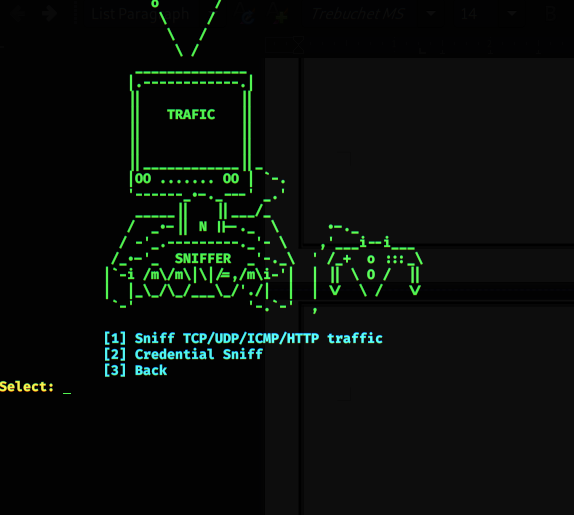 List Paragraph Trebuchet MS 14
TRAFIC
OO ....... OO
N
SNIFFER
[1] Sniff TCP/UDP/ICMP/HTTP traffic
[2] Credential Sniff
[3] Back
Select: _